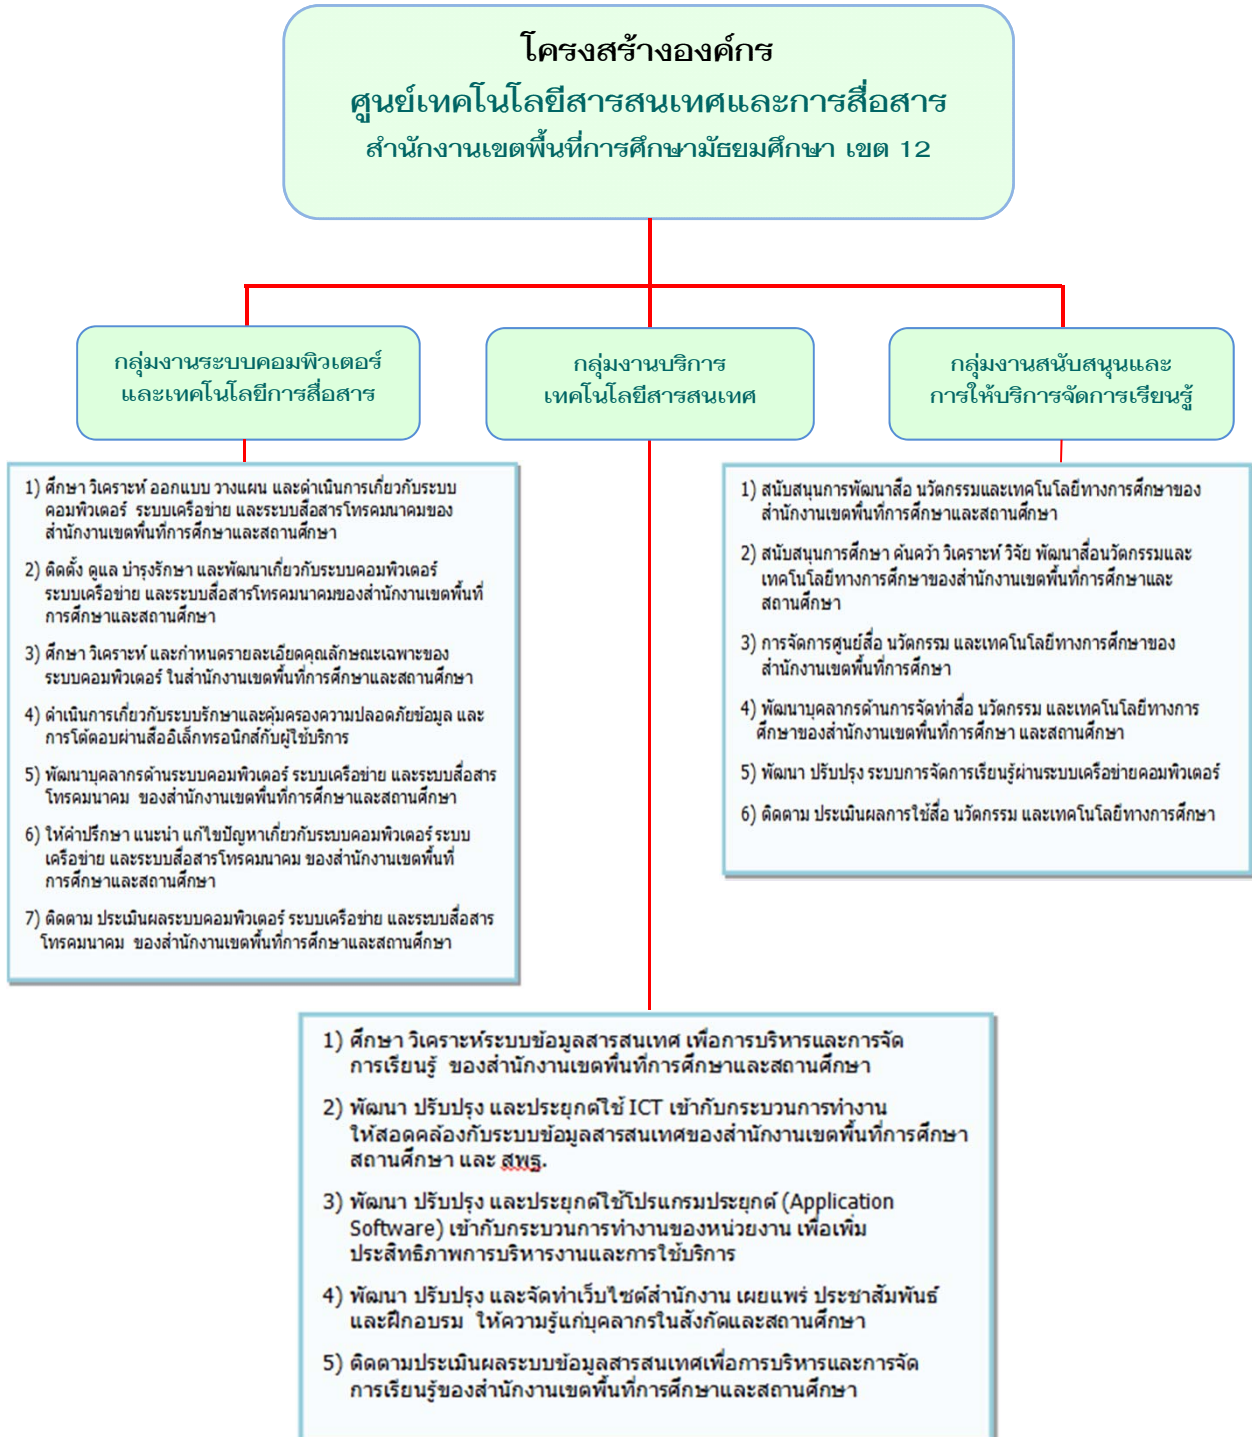 โครงสร้างองค์กร
ศูนย์เทคโนโลยีสารสนเทศและการสื่อสาร
สำนักงานเขตพื้นที่การศึกษามัธยมศึกษา เขต 12
กลุ่มงานระบบคอมพิวเตอร์
และเทคโนโลยีการสื่อสาร
กลุ่มงานบริการ
เทคโนโลยีสารสนเทศ
กลุ่มงานสนับสนุนและ
การให้บริการจัดการเรียนรู้
1) ศึกษา วิเคราะห์ ออกแบบ วางแผน และดำเนินการเกี่ยวกับระบบ
คอมพิวเตอร์ ระบบเครือข่าย และระบบสื่อสารโทรคมนาคมของ
สำนักงานเขตพื้นที่การศึกษาและสถานศึกษา
2) ติดตั้ง ดูแล บำรุงรักษา และพัฒนาเกี่ยวกับระบบคอมพิวเตอร์
ระบบเครือข่าย และระบบสื่อสารโทรคมนาคมของสำนักงานเขตพื้นที่
การศึกษาและสถานศึกษา
3) ศึกษา วิเคราะห์ และกำหนดรายละเอียดคุณลักษณะเฉพาะของ
ระบบคอมพิวเตอร์ ในสำนักงานเขตพื้นที่การศึกษาและสถานศึกษา
4) ดำเนินการเกี่ยวกับระบบรักษาและคุ้มครองความปลอดภัยข้อมูล และ
การโต้ตอบผ่านสื่ออิเล็กทรอนิกส์กับผู้ใช้บริการ
5) พัฒนาบุคลากรด้านระบบคอมพิวเตอร์ ระบบเครือข่าย และระบบสื่อสาร
โทรคมนาคม ของสำนักงานเขตพื้นที่การศึกษาและสถานศึกษา
6) ให้คำปรึกษา แนะนำ แก้ไขปัญหาเกี่ยวกับระบบคอมพิวเตอร์ ระบบ
เครือข่าย และระบบสื่อสารโทรคมนาคม ของสำนักงานเขตพื้นที่
การศึกษาและสถานศึกษา
7) ติดตาม ประเมินผลระบบคอมพิวเตอร์ ระบบเครือข่าย และระบบสื่อสาร
โทรคมนาคม ของสำนักงานเขตพื้นที่การศึกษาและสถานศึกษา
1) สนับสนุนการพัฒนาสื่อ นวัตกรรมและเทคโนโลยีทางการศึกษาของ
สำนักงานเขตพื้นที่การศึกษาและสถานศึกษา
2) สนับสนุนการศึกษา ค้นคว้า วิเคราะห์ วิจัย พัฒนาสื่อนวัตกรรมและ
เทคโนโลยีทางการศึกษาของสำนักงานเขตพื้นที่การศึกษาและ
สถานศึกษา
3) การจัดการศูนย์สื่อ นวัตกรรม และเทคโนโลยีทางการศึกษาของ
สำนักงานเขตพื้นที่การศึกษา
4) พัฒนาบุคลากรด้านการจัดทำสื่อ นวัตกรรม และเทคโนโลยีทางการ
ศึกษาของสำนักงานเขตพื้นที่การศึกษา และสถานศึกษา
5) พัฒนา ปรับปรุง ระบบการจัดการเรียนรู้ผ่านระบบเครือข่ายคอมพิวเตอร์
6) ติดตาม ประเมินผลการใช้สื่อ นวัตกรรม และเทคโนโลยีทางการศึกษา
1) ศึกษา วิเคราะห์ระบบข้อมูลสารสนเทศ เพื่อการบริหารและการจัด
การเรียนรู้ ของสำนักงานเขตพื้นที่การศึกษาและสถานศึกษา
2) พัฒนา ปรับปรุง และประยุกต์ใช้ ICT เข้ากับกระบวนการทำงาน
ให้สอดคล้องกับระบบข้อมูลสารสนเทศของสำนักงานเขตพื้นที่การศึกษา
สถานศึกษา และ สพฐ.
3) พัฒนา ปรับปรุง และประยุกต์ใช้โปรแกรมประยุกต์ (Application
Software) เข้ากับกระบวนการทำงานของหน่วยงาน เพื่อเพิ่ม
ประสิทธิภาพการบริหารงานและการใช้บริการ
4) พัฒนา ปรับปรุง และจัดทำเว็บไซต์สำนักงาน เผยแพร่ ประชาสัมพันธ์
และฝึกอบรม ให้ความรู้แก่บุคลากรในสังกัดและสถานศึกษา
5) ติดตามประเมินผลระบบข้อมูลสารสนเทศเพื่อการบริหารและการจัด
การเรียนรู้ของสำนักงานเขตพื้นที่การศึกษาและสถานศึกษา